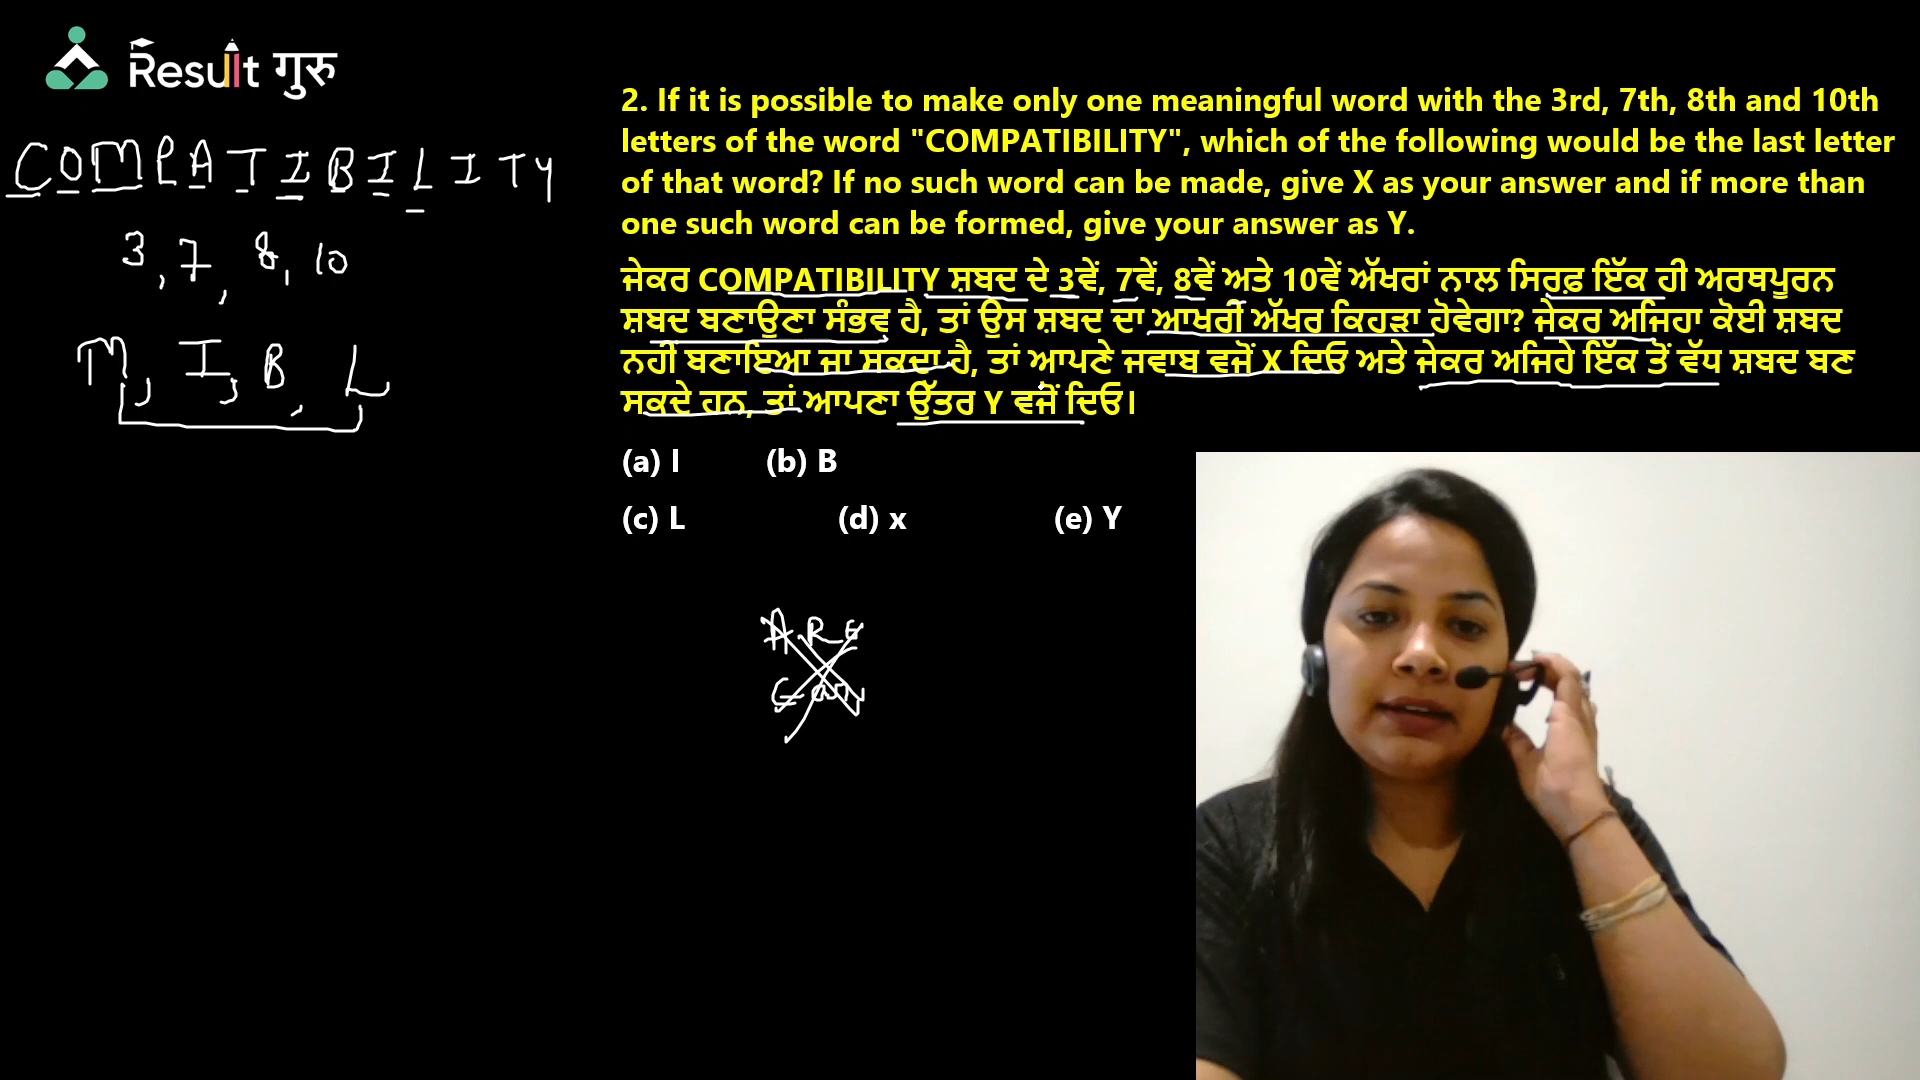 Result गुरु
2. If it is possible to make only one meaningful word with the 3rd, 7th, 8th and 10th
letters of the word "COMPATIBILITY", which of the following would be the last letter
of that word? If no such word can be made, give X as your answer and if more than
one such word can be formed, give your answer as Y.
ਜੇਕਰ COMPATIBILITY ਸ਼ਬਦ ਦੇ 3ਵੇਂ, 7ਵੇਂ, 8ਵੇਂ ਅਤੇ 10ਵੇਂ ਅੱਖਰਾਂ ਨਾਲ ਸਿਰਫ਼ ਇੱਕ ਹੀ ਅਰਥਪੂਰਨ
ਸ਼ਬਦ ਬਣਾਉਣਾ ਸੰਭਵ ਹੈ, ਤਾਂ ਉਸ ਸ਼ਬਦ ਦਾ ਆਖਰੀ ਅੱਖਰ ਕਿਹੜਾ ਹੋਵੇਗਾ? ਜੇਕਰ ਅਜਿਹਾ ਕੋਈ ਸ਼ਬਦ
ਨਹੀਂ ਬਣਾਇਆ ਜਾ ਸਕਦਾ ਹੈ, ਤਾਂ ਆਪਣੇ ਜਵਾਬ ਵਜੋਂ X ਦਿਓ ਅਤੇ ਜੇਕਰ ਅਜਿਹੇ ਇੱਕ ਤੋਂ ਵੱਧ ਸ਼ਬਦ ਬਣ
ਸਕਦੇ ਹਨ, ਤਾਂ ਆਪਣਾ ਉੱਤਰ Y ਵਜੋਂ ਦਿਓ।
(a) l (b) B
(c) L (d) x (e) Y
COMPATIBILITY
3, 7, 8, 10
M, I, B, L
ARE
Can